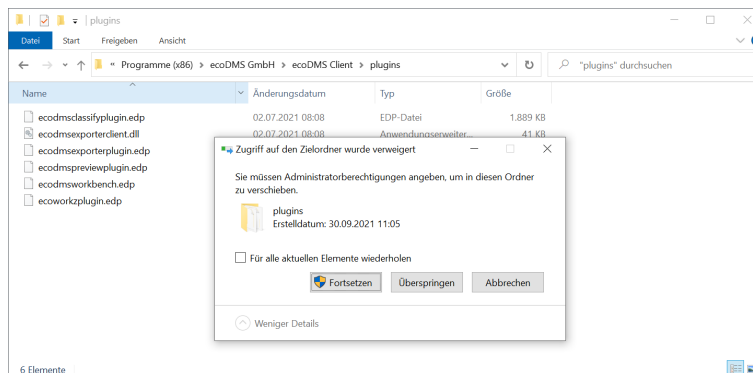 plugins
Datei Start Freigeben Ansicht
« Programme (x86) > ecoDMS GmbH > ecoDMS Client > plugins
"plugins" durchsuchen
Name Änderungsdatum Typ Größe
ecodmsclassifyplugin.edp 02.07.2021 08:08 EDP-Datei 1.889 KB
ecodmsexporterclient.dll 02.07.2021 08:08 Anwendungserweiter... 41 KB
ecodmsexporterplugin.edp
ecodmspreviewplugin.edp
ecodmsworkbench.edp
ecoworkzplugin.edp
Zugriff auf den Zielordner wurde verweigert
Sie müssen Administratorberechtigungen angeben, um in diesen Ordner
zu verschieben.
plugins
Erstelldatum: 30.09.2021 11:05
Für alle aktuellen Elemente wiederholen
Fortsetzen Überspringen Abbrechen
Weniger Details
6 Elemente